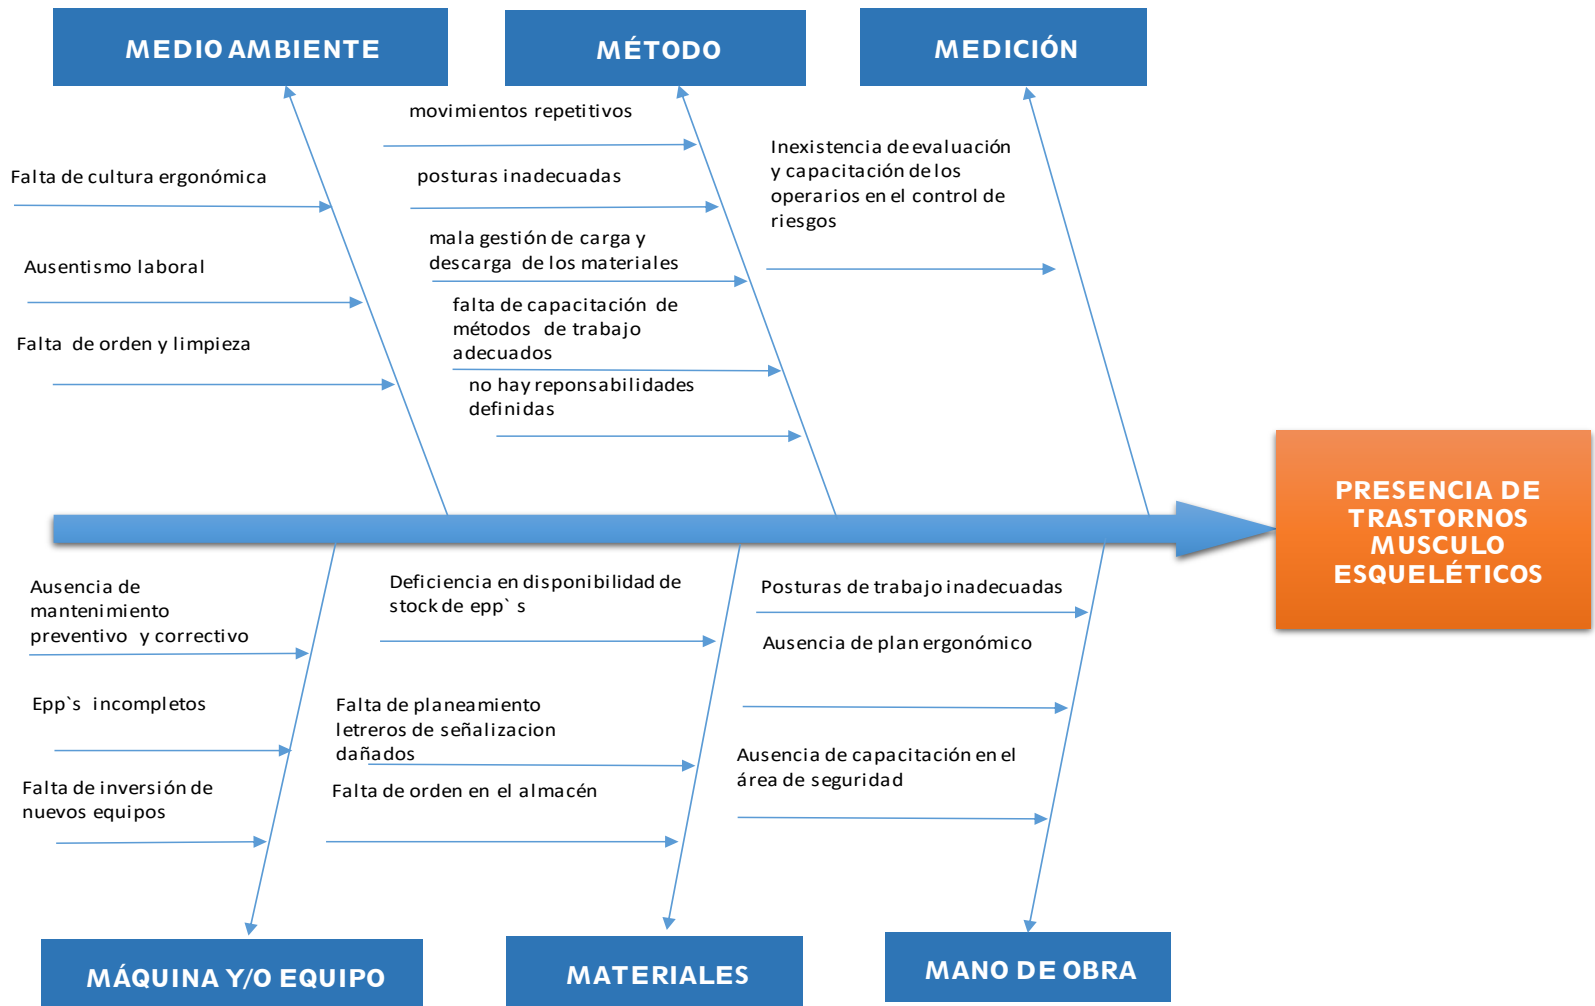 MEDIO AMBIENTE
MÉTODO
MEDICIÓN
Falta de cultura ergonómica
Ausentismo laboral
Falta de orden y limpieza
movimientos repetitivos
posturas inadecuadas
mala gestión de carga y
descarga de los materiales
falta de capacitación de
métodos de trabajo
adecuados
no hay reponsabilidades
definidas
Inexistencia de evaluación
y capacitación de los
operarios en el control de
riesgos
PRESENCIA DE
TRASTORNOS
MUSCULO
ESQUELÉTICOS
Ausencia de
mantenimiento
preventivo y correctivo
Epp`s incompletos
Falta de inversión de
nuevos equipos
Deficiencia en disponibilidad de
stock de epp` s
Falta de planeamiento
letreros de señalizacion
dañados
Falta de orden en el almacén
Posturas de trabajo inadecuadas
Ausencia de plan ergonómico
Ausencia de capacitación en el
área de seguridad
MÁQUINA Y/O EQUIPO
MATERIALES
MANO DE OBRA